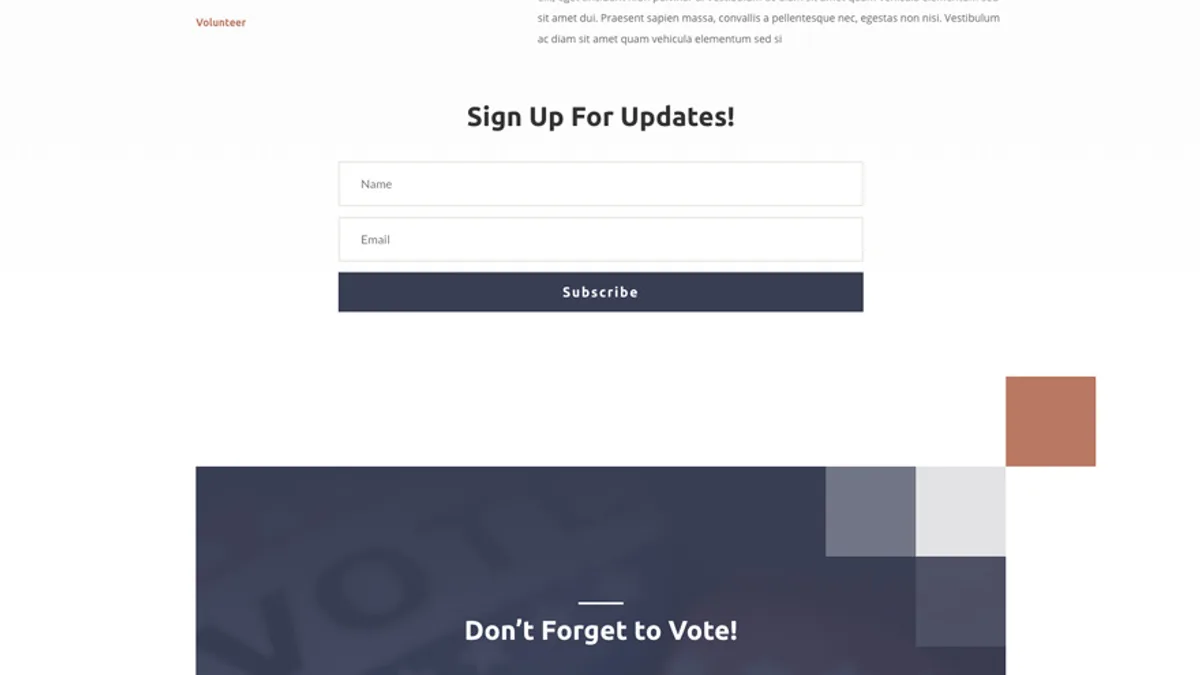 Volunteer
sit amet dui. Praesent sapien massa, convallis a pellentesque nec, egestas non nisi. Vestibulum
ac diam sit amet quam vehicula elementum sed si
Sign Up For Updates!
Name
Email
Subscribe
VOTE
Don’t Forget to Vote!